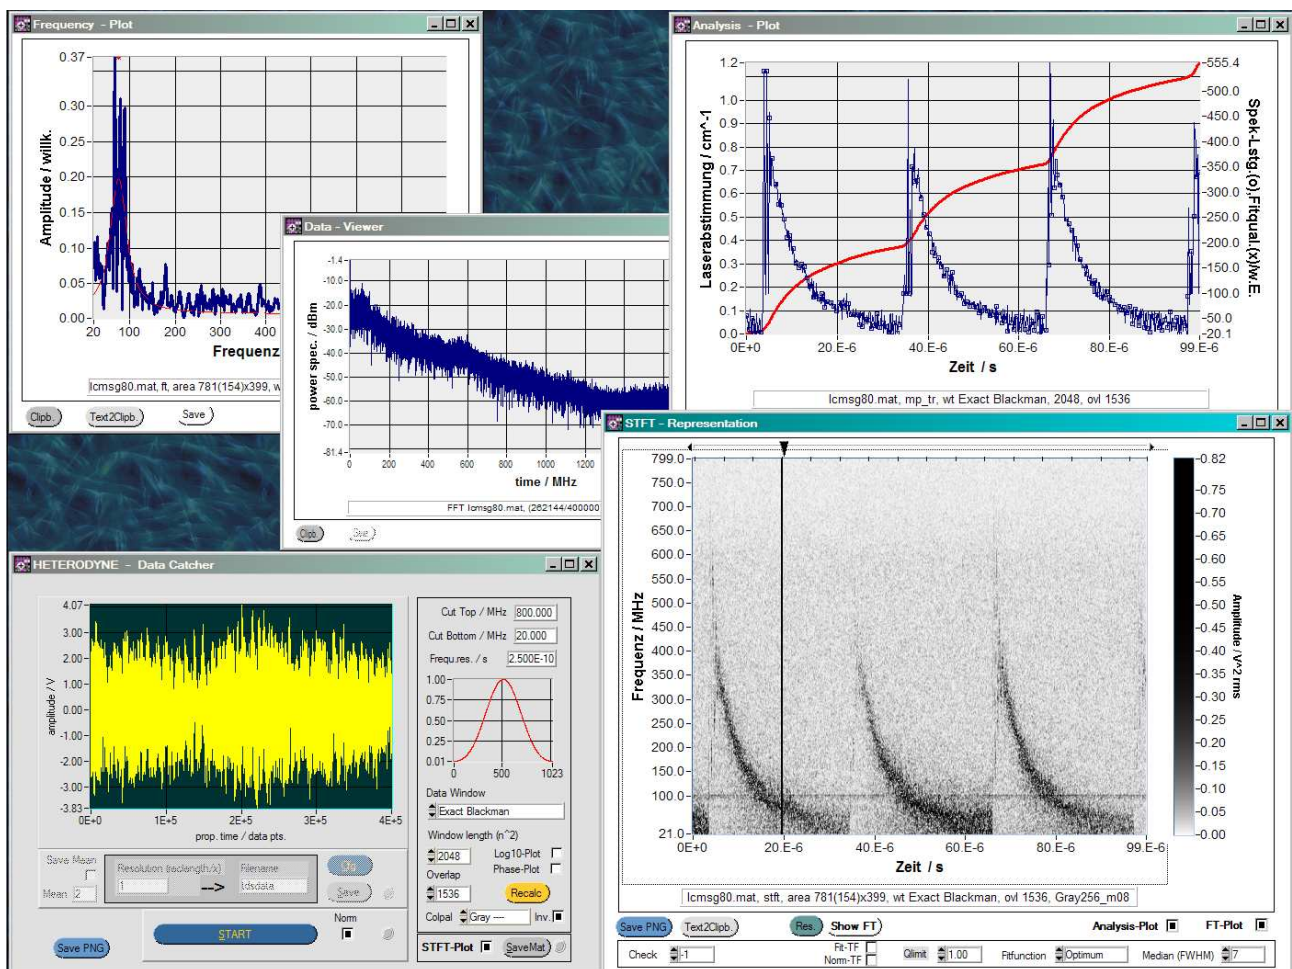 Frequency - Plot
0.37
0.30
0.25
0.20
0.15
0.10
0.05
0.00
20 100 200 300 400
Amplitude / willk.
Frequenz
lcmsg80.mat, ft, area 781(154)x399, w
Clipb.
Text2Clipb.
Save
Analysis - Plot
1.2
1.1
1.0
0.9
0.8
0.7
0.6
0.5
0.4
0.3
0.2
0.1
0.0
Laserabstimmung / cm^-1
555.4
500.0
450.0
400.0
350.0
300.0
250.0
200.0
150.0
100.0
50.0
20.1
Spek-Lstg.(o),Fitqual.(x)/w.E.
0E+0 20.E-6 40.E-6 60.E-6 80.E-6 99.E-6
Zeit / s
lcmsg80.mat, mp_tr, wt Exact Blackman, 2048, ovl 1536
Data - Viewer
-1.4
-10.0
-20.0
-30.0
-40.0
-50.0
-60.0
-70.0
-81.4
power spec. / dBm
0 200 400 600 800 1000 1200
time / MHz
FFT lcmsg80.mat, (262144/400000
Clipb.
Save
STFT - Representation
799.0
750.0
700.0
650.0
600.0
550.0
500.0
450.0
400.0
350.0
300.0
250.0
200.0
150.0
100.0
21.0
Frequenz / MHz
0.82
0.75
0.70
0.65
0.60
0.55
0.50
0.45
0.40
0.35
0.30
0.25
0.20
0.15
0.10
0.05
0.00
Amplitude / V^2 rms
0E+0 20.E-6 40.E-6 60.E-6 80.E-6 99.E-6
Zeit / s
lcmsg80.mat, stft, area 781(154)x399, wt Exact Blackman, ovl 1536, Gray256_m08
Save PNG
Text2Clipb.
Res.
Show FT
Analysis-Plot
FT-Plot
Check -1
Fit-TF
Norm-TF
Qlimit 1.00
Fitfunction Optimum
Median (FWHM) 7
HETERODYNE - Data Catcher
4.07
3.00
2.00
1.00
0.00
-1.00
-2.00
-3.00
-3.83
amplitude / V
0E+0 1E+5 2E+5 3E+5 4E+5
prop. time / data pts.
Save Mean
Mean 2
Resolution (reclength/x)
1
-->
Filename
tdsdata
Save
START
Norm
Save PNG
Cut Top / MHz 800.000
Cut Bottom / MHz 20.000
Frequ.res. / s 2.500E-10
1.00
0.75
0.50
0.25
0.01
0 500 1023
Data Window
Exact Blackman
Window length (n^2)
2048
Log10-Plot
Phase-Plot
Overlap
1536
Recalc
Colpal Gray ----
Inv.
STFT-Plot
SaveMat